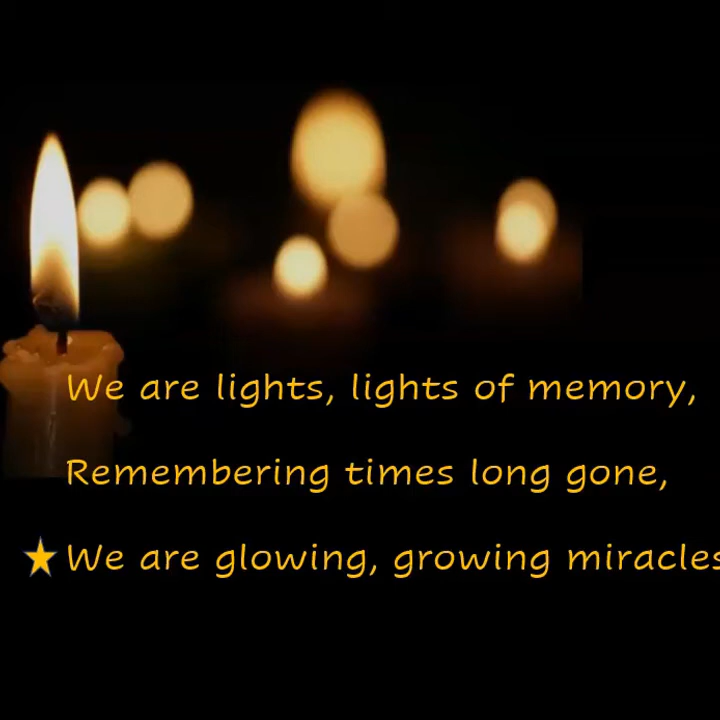 We are lights, lights of memory,
Remembering times long gone,
We are glowing, growing miracles